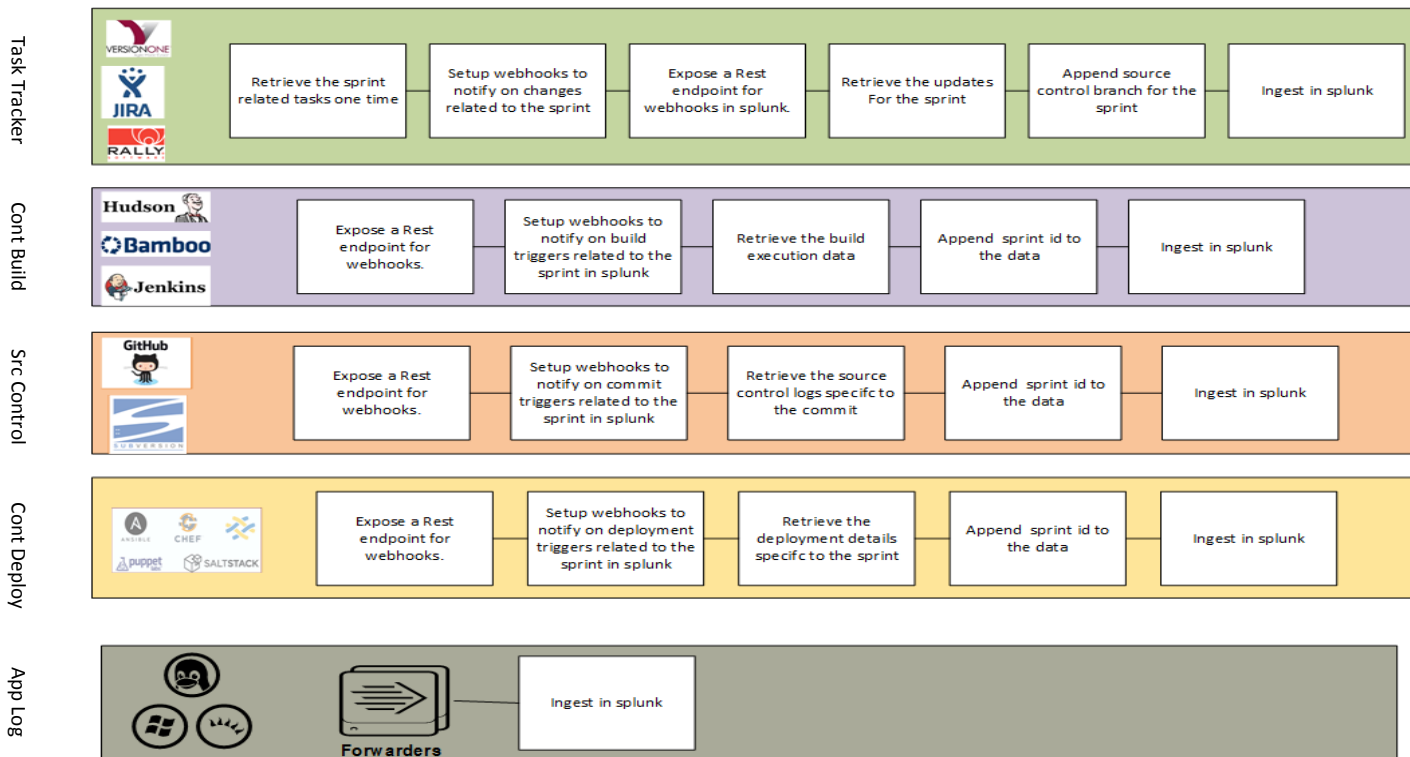 Task Tracker
VERSIONONE
JIRA
RALLY
SOFTWARE
Retrieve the sprint
related tasks one time
Setup webhooks to
notify on changes
related to the sprint
Expose a Rest
endpoint for
webhooks in splunk.
Retrieve the updates
For the sprint
Append source
control branch for the
sprint
Ingest in splunk
Cont Build
Hudson
Bamboo
Jenkins
Expose a Rest
endpoint for
webhooks.
Setup webhooks to
notify on build
triggers related to the
sprint in splunk
Retrieve the build
execution data
Append sprint id to
the data
Ingest in splunk
Src Control
GitHub
SUBVERSION
Expose a Rest
endpoint for
webhooks.
Setup webhooks to
notify on commit
triggers related to the
sprint in splunk
Retrieve the source
control logs specifc to
the commit
Append sprint id to
the data
Ingest in splunk
Cont Deploy
ANSIBLE
CHEF
puppet
labs
SALTSTACK
Expose a Rest
endpoint for
webhooks.
Setup webhooks to
notify on deployment
triggers related to the
sprint in splunk
Retrieve the
deployment details
specifc to the sprint
Append sprint id to
the data
Ingest in splunk
App Log
Forwarders
Ingest in splunk